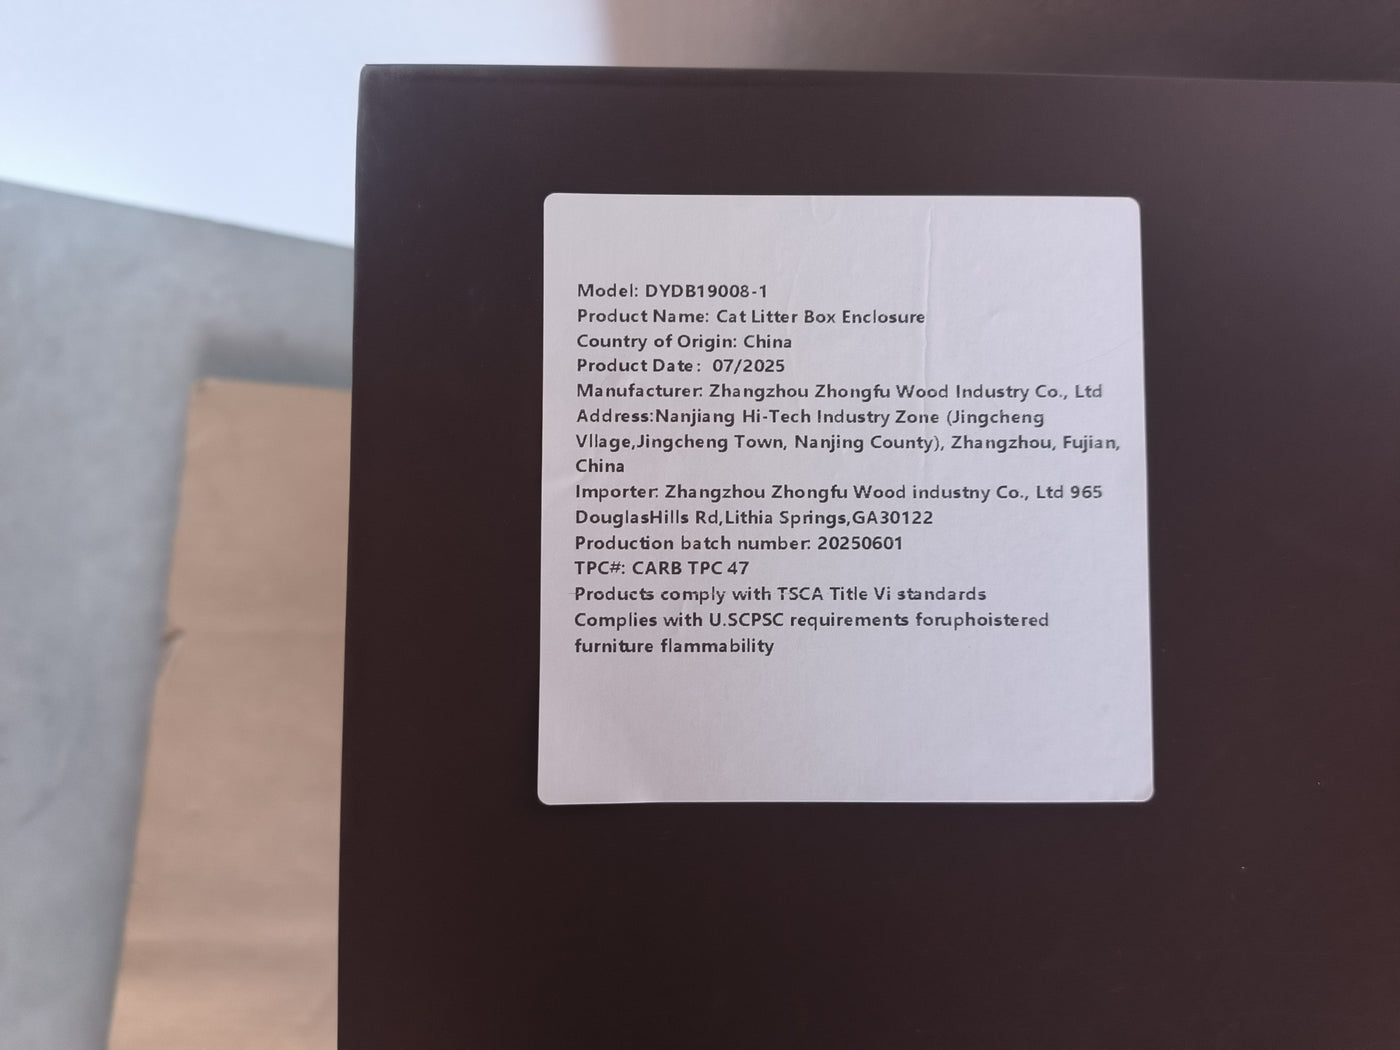 Model: DYDB19008-1
Product Name: Cat Litter Box Enclosure
Country of Origin: China
Product Date: 07/2025
Manufacturer: Zhangzhou Zhongfu Wood Industry Co., Ltd
Address:Nanjiang Hi-Tech Industry Zone (Jingcheng
Vllage,Jingcheng Town, Nanjing County), Zhangzhou, Fujian,
China
Importer: Zhangzhou Zhongfu Wood industny Co., Ltd 965
DouglasHills Rd,Lithia Springs,GA30122
Production batch number: 20250601
TPC#: CARB TPC 47
Products comply with TSCA Title Vi standards
Complies with U.SCPSC requirements foruphoistered
furniture flammability